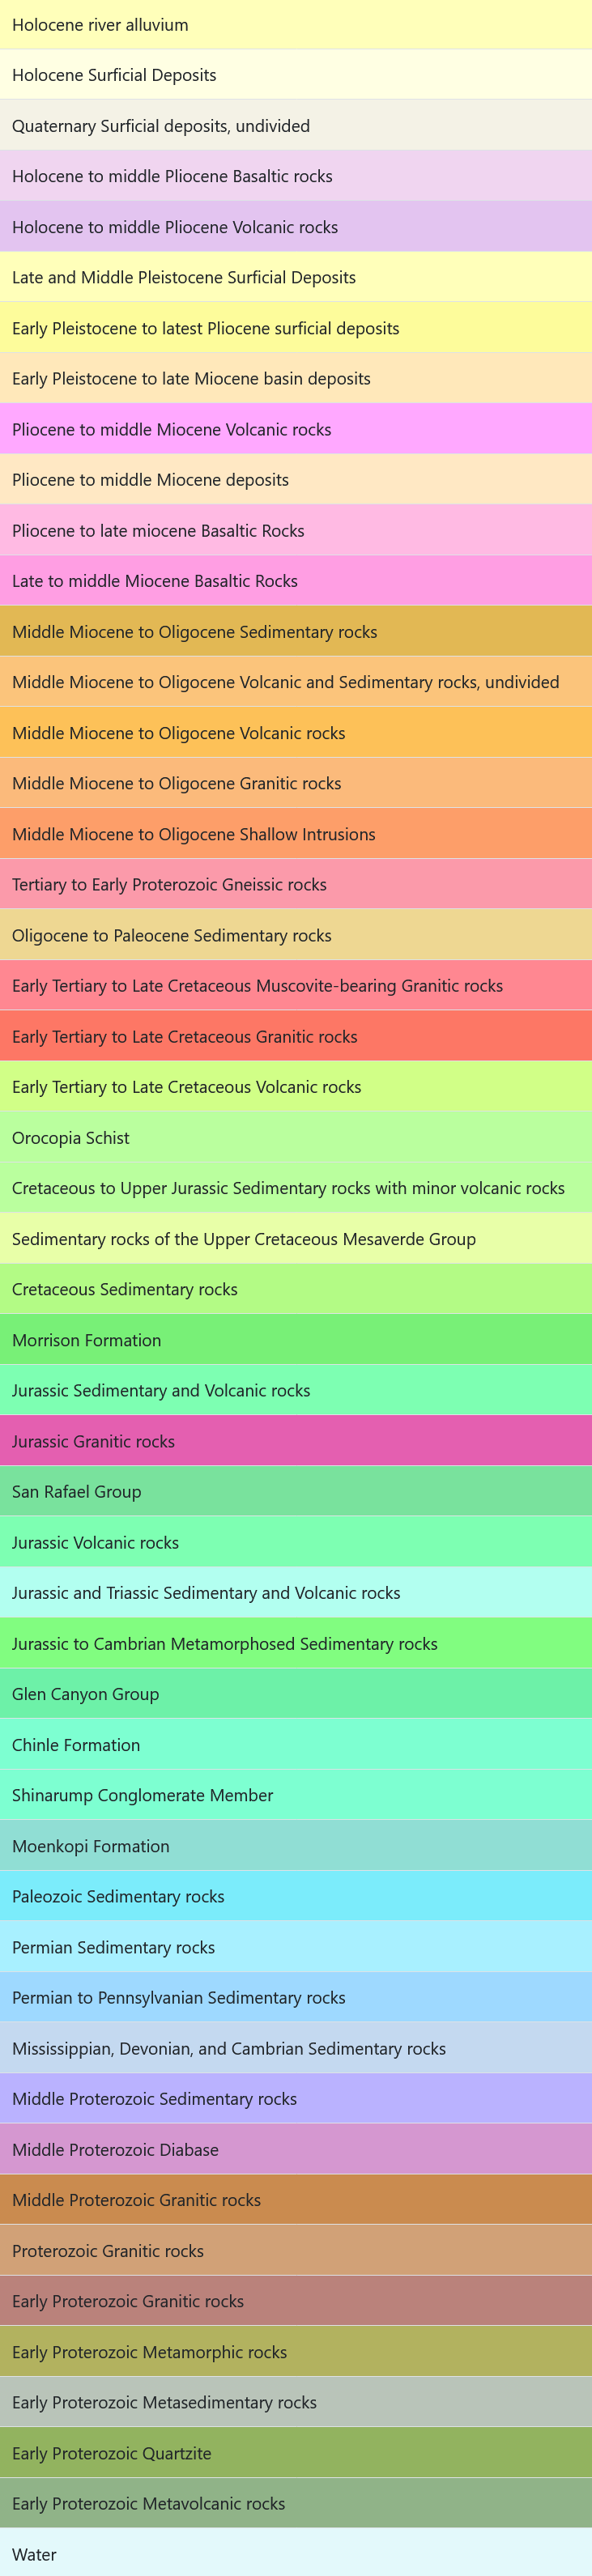 Holocene river alluvium
Holocene Surficial Deposits
Quaternary Surficial deposits, undivided
Holocene to middle Pliocene Basaltic rocks
Holocene to middle Pliocene Volcanic rocks
Late and Middle Pleistocene Surficial Deposits
Early Pleistocene to latest Pliocene surficial deposits
Early Pleistocene to late Miocene basin deposits
Pliocene to middle Miocene Volcanic rocks
Pliocene to middle Miocene deposits
Pliocene to late miocene Basaltic Rocks
Late to middle Miocene Basaltic Rocks
Middle Miocene to Oligocene Sedimentary rocks
Middle Miocene to Oligocene Volcanic and Sedimentary rocks, undivided
Middle Miocene to Oligocene Volcanic rocks
Middle Miocene to Oligocene Granitic rocks
Middle Miocene to Oligocene Shallow Intrusions
Tertiary to Early Proterozoic Gneissic rocks
Oligocene to Paleocene Sedimentary rocks
Early Tertiary to Late Cretaceous Muscovite-bearing Granitic rocks
Early Tertiary to Late Cretaceous Granitic rocks
Early Tertiary to Late Cretaceous Volcanic rocks
Orocopia Schist
Cretaceous to Upper Jurassic Sedimentary rocks with minor volcanic rocks
Sedimentary rocks of the Upper Cretaceous Mesaverde Group
Cretaceous Sedimentary rocks
Morrison Formation
Jurassic Sedimentary and Volcanic rocks
Jurassic Granitic rocks
San Rafael Group
Jurassic Volcanic rocks
Jurassic and Triassic Sedimentary and Volcanic rocks
Jurassic to Cambrian Metamorphosed Sedimentary rocks
Glen Canyon Group
Chinle Formation
Shinarump Conglomerate Member
Moenkopi Formation
Paleozoic Sedimentary rocks
Permian Sedimentary rocks
Permian to Pennsylvanian Sedimentary rocks
Mississippian, Devonian, and Cambrian Sedimentary rocks
Middle Proterozoic Sedimentary rocks
Middle Proterozoic Diabase
Middle Proterozoic Granitic rocks
Proterozoic Granitic rocks
Early Proterozoic Granitic rocks
Early Proterozoic Metamorphic rocks
Early Proterozoic Metasedimentary rocks
Early Proterozoic Quartzite
Early Proterozoic Metavolcanic rocks
Water